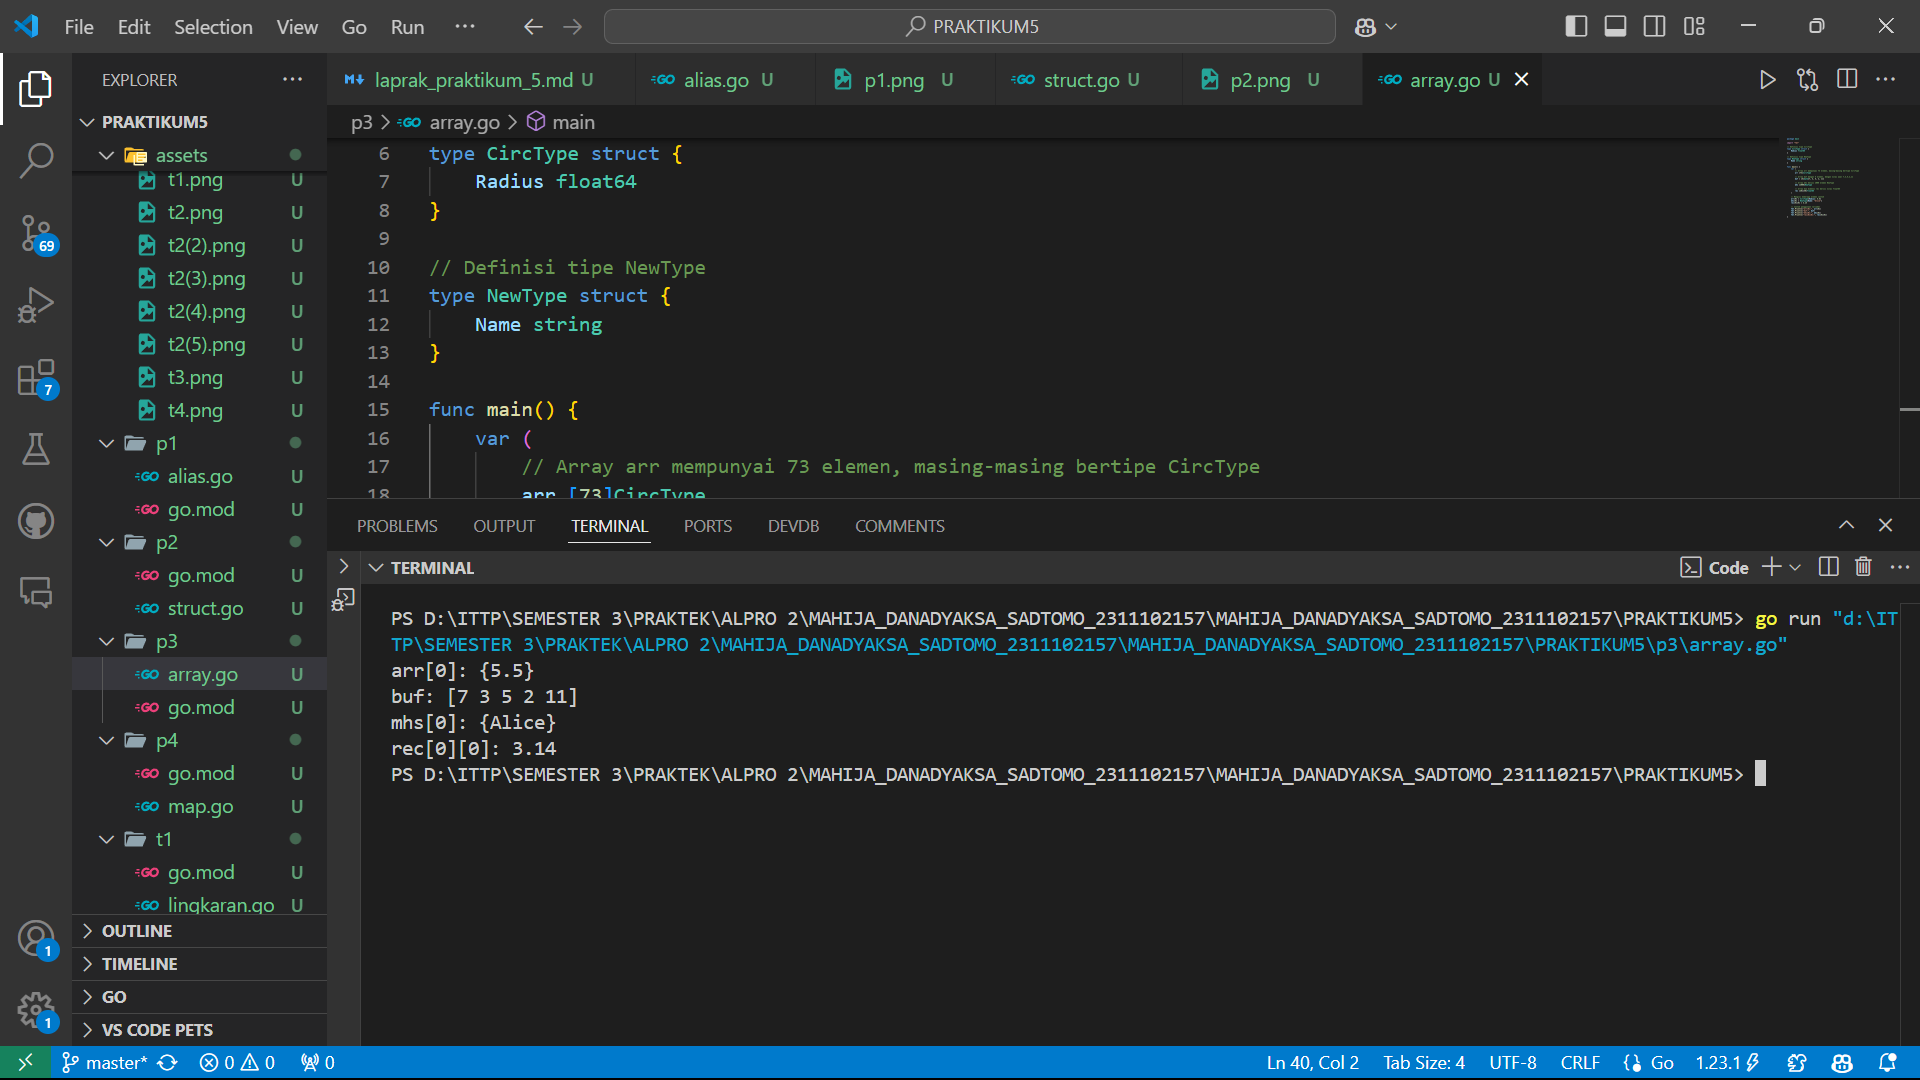 File Edit Selection View Go Run ··· PRAKTIKUM5
EXPLORER ···
PRAKTIKUM5
assets
t1.png U
t2.png U
t2(2).png U
t2(3).png U
t2(4).png U
t2(5).png U
t3.png U
t4.png U
p1
alias.go U
go.mod U
p2
go.mod U
struct.go U
p3
array.go U
go.mod U
p4
go.mod U
map.go U
t1
go.mod U
lingkaran.go U
OUTLINE
TIMELINE
GO
VS CODE PETS
69
7
1
1
laprak_praktikum_5.md U alias.go U p1.png U struct.go U p2.png U array.go U
p3 > array.go > main
6 type CircType struct {
7 Radius float64
8 }
9
10 // Definisi tipe NewType
11 type NewType struct {
12 Name string
13 }
14
15 func main() {
16 var (
17 // Array arr mempunyai 73 elemen, masing-masing bertipe CircType
18 arr [73]CircType
PROBLEMS OUTPUT TERMINAL PORTS DEVDB COMMENTS
TERMINAL Code
PS D:\ITTP\SEMESTER 3\PRAKTEK\ALPRO 2\MAHIJA_DANADYAKSA_SADTOMO_2311102157\MAHIJA_DANADYAKSA_SADTOMO_2311102157\PRAKTIKUM5> go run "d:\IT
TP\SEMESTER 3\PRAKTEK\ALPRO 2\MAHIJA_DANADYAKSA_SADTOMO_2311102157\MAHIJA_DANADYAKSA_SADTOMO_2311102157\PRAKTIKUM5\p3\array.go"
arr[0]: {5.5}
buf: [7 3 5 2 11]
mhs[0]: {Alice}
rec[0][0]: 3.14
PS D:\ITTP\SEMESTER 3\PRAKTEK\ALPRO 2\MAHIJA_DANADYAKSA_SADTOMO_2311102157\MAHIJA_DANADYAKSA_SADTOMO_2311102157\PRAKTIKUM5>
master* 0 0 0 Ln 40, Col 2 Tab Size: 4 UTF-8 CRLF {} Go 1.23.1